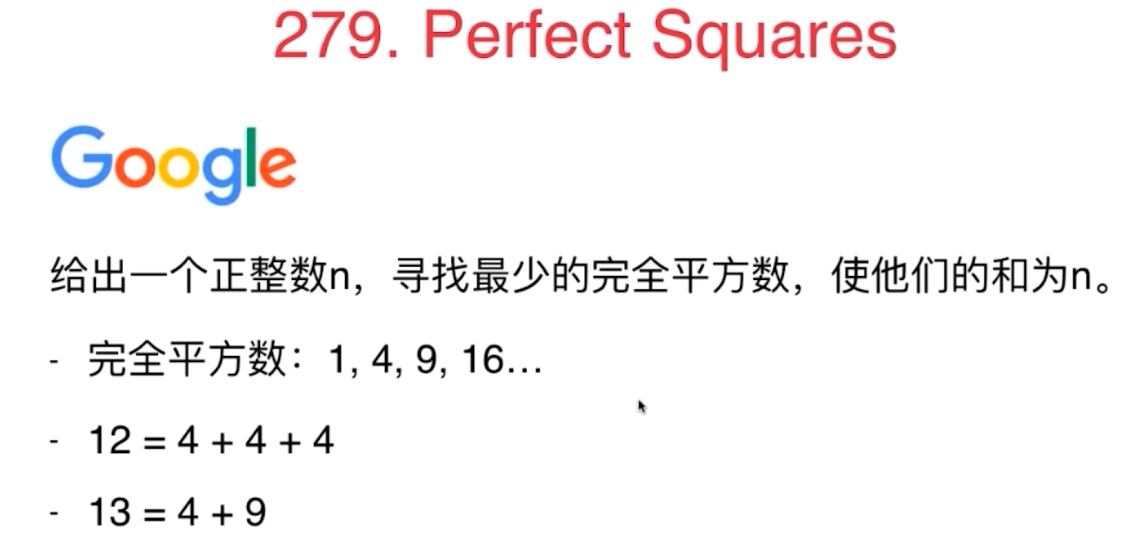 279. Perfect Squares
Google
给出一个正整数n，寻找最少的完全平方数，使他们的和为n。
- 完全平方数：1, 4, 9, 16…
- 12 = 4 + 4 + 4
- 13 = 4 + 9